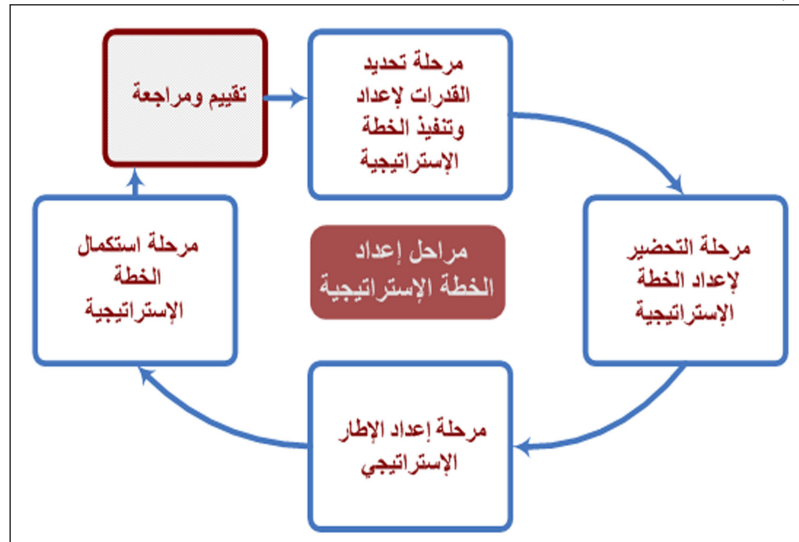 مرحلة تحديد
القدرات لإعداد
وتنفيذ الخطة
الإستراتيجية
مرحلة التحضير
لإعداد الخطة
الإستراتيجية
مرحلة إعداد الإطار
الإستراتيجي
مرحلة استكمال
الخطة
الإستراتيجية
تقييم ومراجعة
مراحل إعداد
الخطة الإستراتيجية